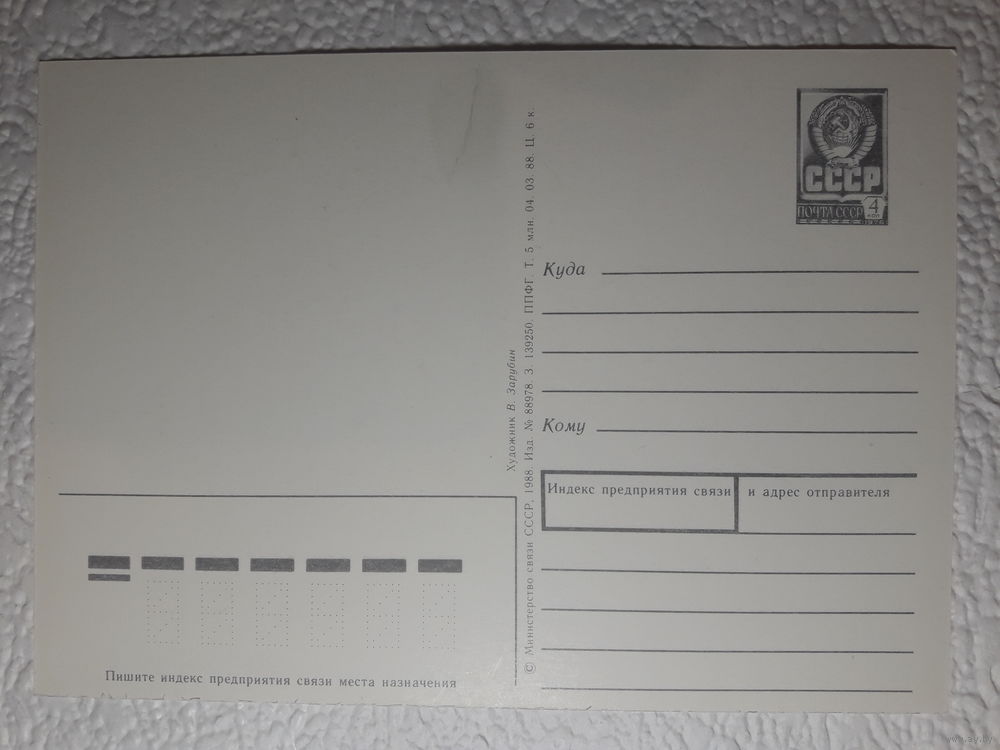 СССР
ПОЧТА СССР 4
КОП
Куда
Кому
Индекс предприятия связи и адрес отправителя
Художник В. Зарубин
© Министерство связи СССР, 1988. Изд. № 88978. З. 139250. ППФГ. Т. 5 млн. 04. 03. 88. Ц. 6 к.
Пишите индекс предприятия связи места назначения